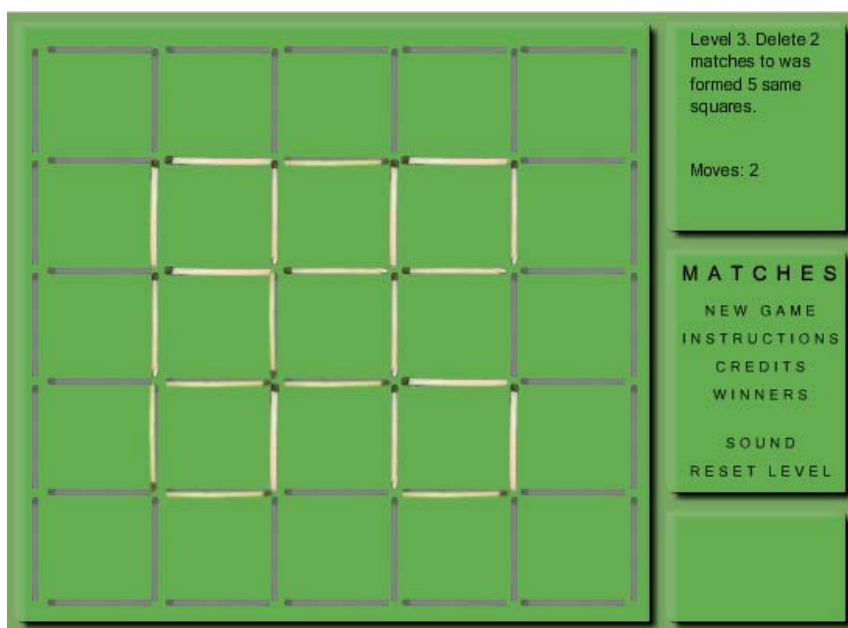 Level 3. Delete 2
matches to was
formed 5 same
squares.
Moves: 2
MATCHES
NEW GAME
INSTRUCTIONS
CREDITS
WINNERS
SOUND
RESET LEVEL